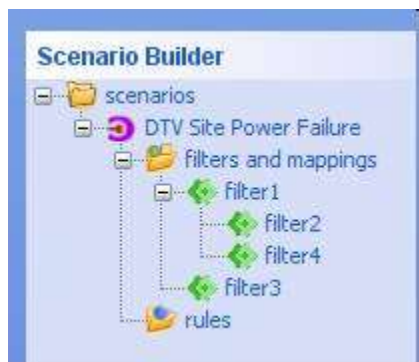 Scenario Builder
scenarios
DTV Site Power Failure
filters and mappings
filter1
filter2
filter4
filter3
rules